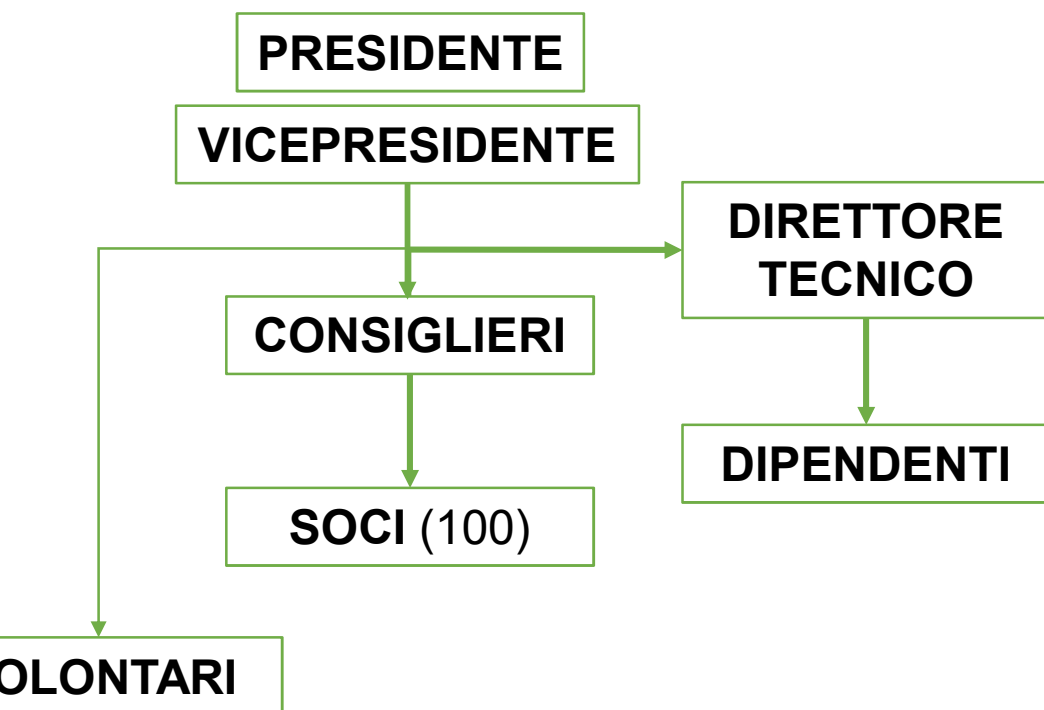 PRESIDENTE
VICEPRESIDENTE
DIRETTORE
TECNICO
CONSIGLIERI
DIPENDENTI
SOCI (100)
OLONTARI